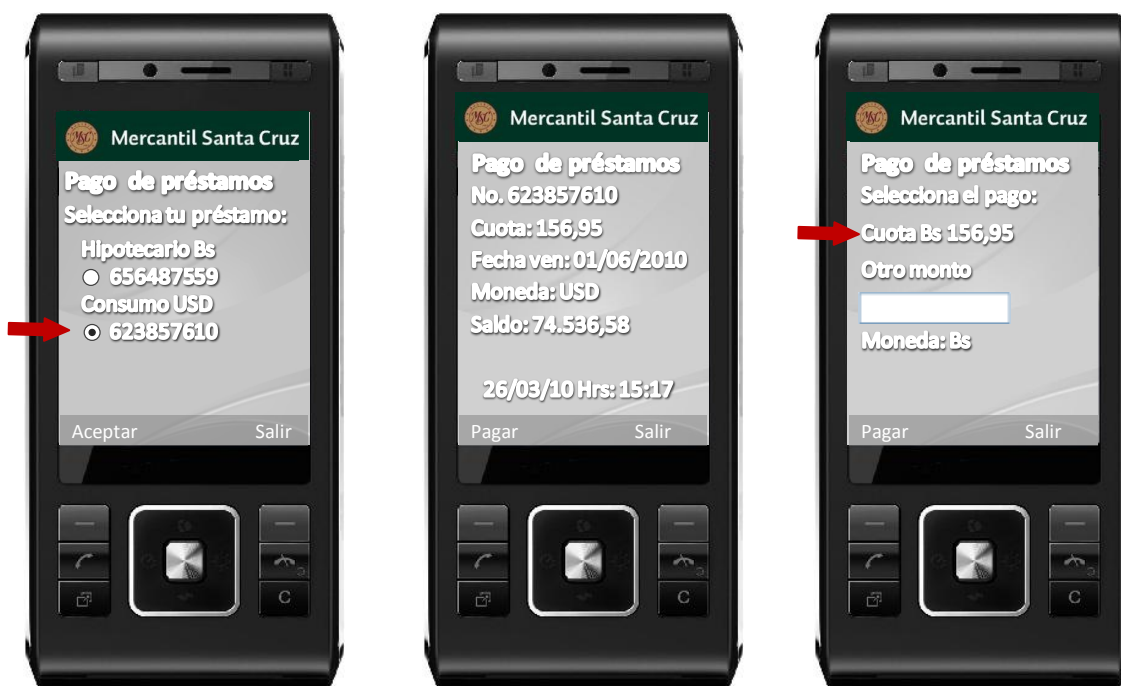 Mercantil Santa Cruz
Pago de préstamos
Selecciona tu préstamo:
Hipotecario Bs
656487559
Consumo USD
623857610
Aceptar Salir
C
Mercantil Santa Cruz
Pago de préstamos
No. 623857610
Cuota: 156,95
Fecha ven: 01/06/2010
Moneda: USD
Saldo: 74.536,58
26/03/10 Hrs: 15:17
Pagar Salir
C
Mercantil Santa Cruz
Pago de préstamos
Selecciona el pago:
Cuota Bs 156,95
Otro monto
Moneda: Bs
Pagar Salir
C